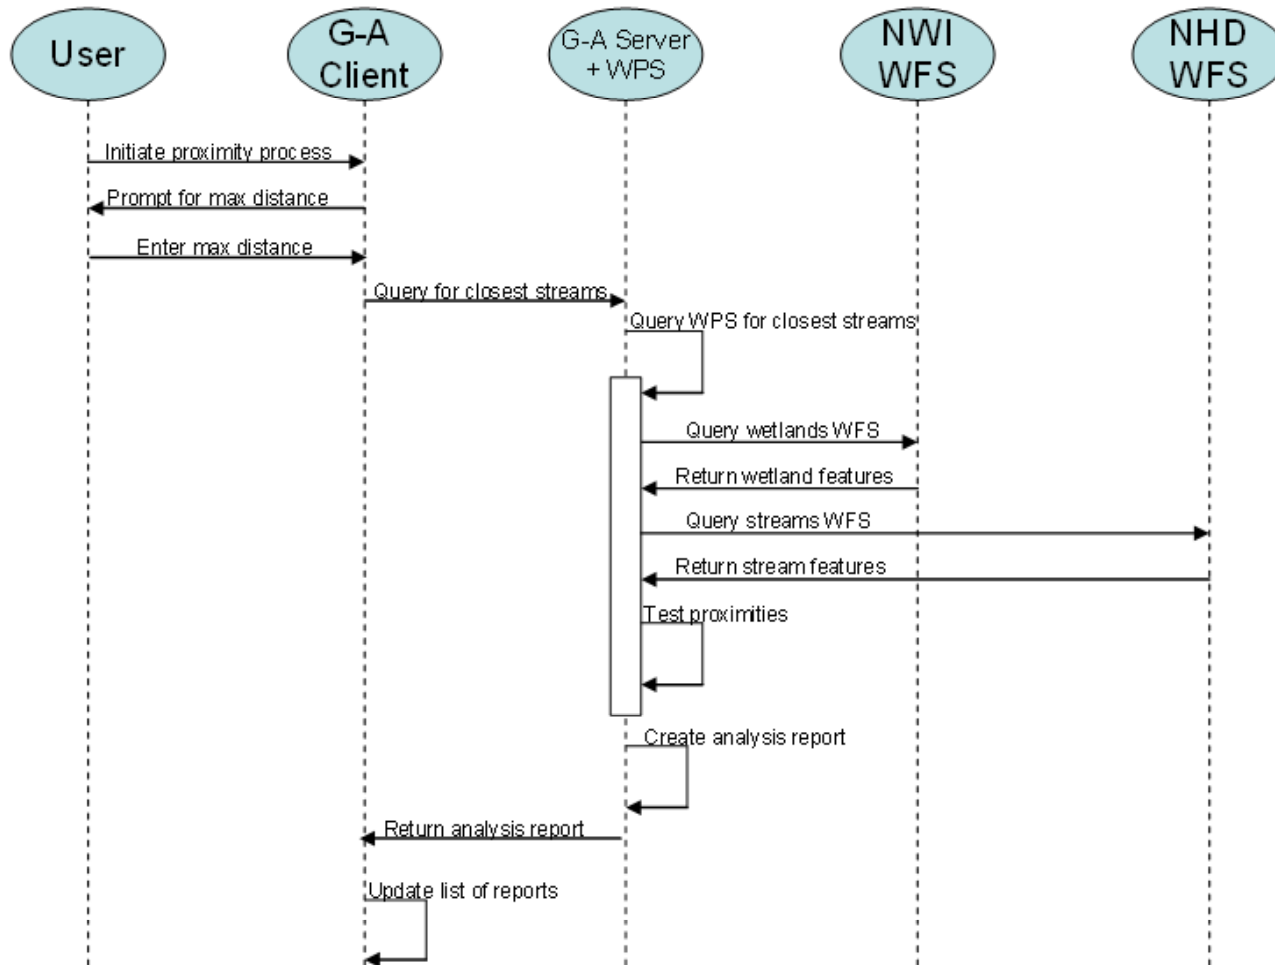 User
G-A
Client
G-A Server
+ WPS
NWI
WFS
NHD
WFS
Initiate proximity process
Prompt for max distance
Enter max distance
Query for closest streams
Query WPS for closest streams
Query wetlands WFS
Return wetland features
Query streams WFS
Return stream features
Test proximities
Create analysis report
Return analysis report
Update list of reports